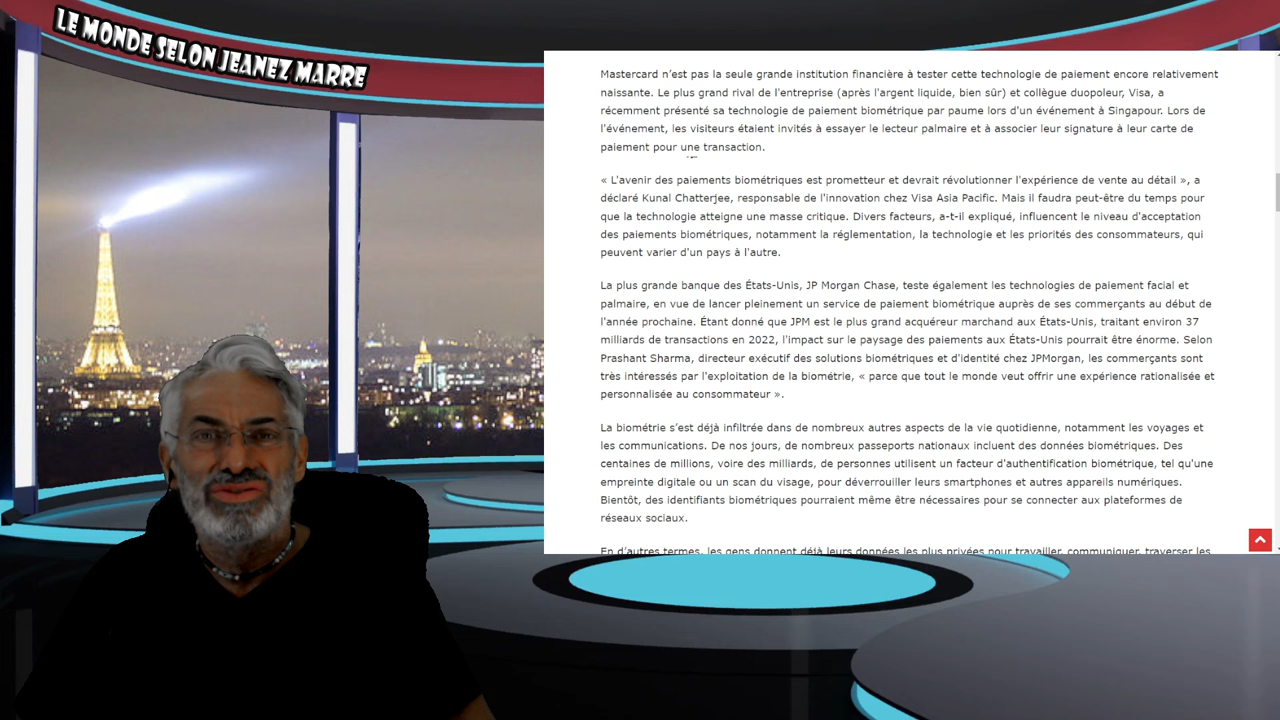 LE MONDE SELON JEANEZ MARRE
Mastercard n’est pas la seule grande institution financière à tester cette technologie de paiement encore relativement
naissante. Le plus grand rival de l'entreprise (après l'argent liquide, bien sûr) et collègue duopoleur, Visa, a
récemment présenté sa technologie de paiement biométrique par paume lors d'un événement à Singapour. Lors de
l'événement, les visiteurs étaient invités à essayer le lecteur palmaire et à associer leur signature à leur carte de
paiement pour une transaction.
« L'avenir des paiements biométriques est prometteur et devrait révolutionner l'expérience de vente au détail », a
déclaré Kunal Chatterjee, responsable de l'innovation chez Visa Asia Pacific. Mais il faudra peut-être du temps pour
que la technologie atteigne une masse critique. Divers facteurs, a-t-il expliqué, influencent le niveau d'acceptation
des paiements biométriques, notamment la réglementation, la technologie et les priorités des consommateurs, qui
peuvent varier d'un pays à l'autre.
La plus grande banque des États-Unis, JP Morgan Chase, teste également les technologies de paiement facial et
palmaire, en vue de lancer pleinement un service de paiement biométrique auprès de ses commerçants au début de
l'année prochaine. Étant donné que JPM est le plus grand acquéreur marchand aux États-Unis, traitant environ 37
milliards de transactions en 2022, l'impact sur le paysage des paiements aux États-Unis pourrait être énorme. Selon
Prashant Sharma, directeur exécutif des solutions biométriques et d'identité chez JPMorgan, les commerçants sont
très intéressés par l'exploitation de la biométrie, « parce que tout le monde veut offrir une expérience rationalisée et
personnalisée au consommateur ».
La biométrie s’est déjà infiltrée dans de nombreux autres aspects de la vie quotidienne, notamment les voyages et
les communications. De nos jours, de nombreux passeports nationaux incluent des données biométriques. Des
centaines de millions, voire des milliards, de personnes utilisent un facteur d'authentification biométrique, tel qu'une
empreinte digitale ou un scan du visage, pour déverrouiller leurs smartphones et autres appareils numériques.
Bientôt, des identifiants biométriques pourraient même être nécessaires pour se connecter aux plateformes de
réseaux sociaux.
En d’autres termes, les gens donnent déjà leurs données les plus privées pour travailler, communiquer, traverser les